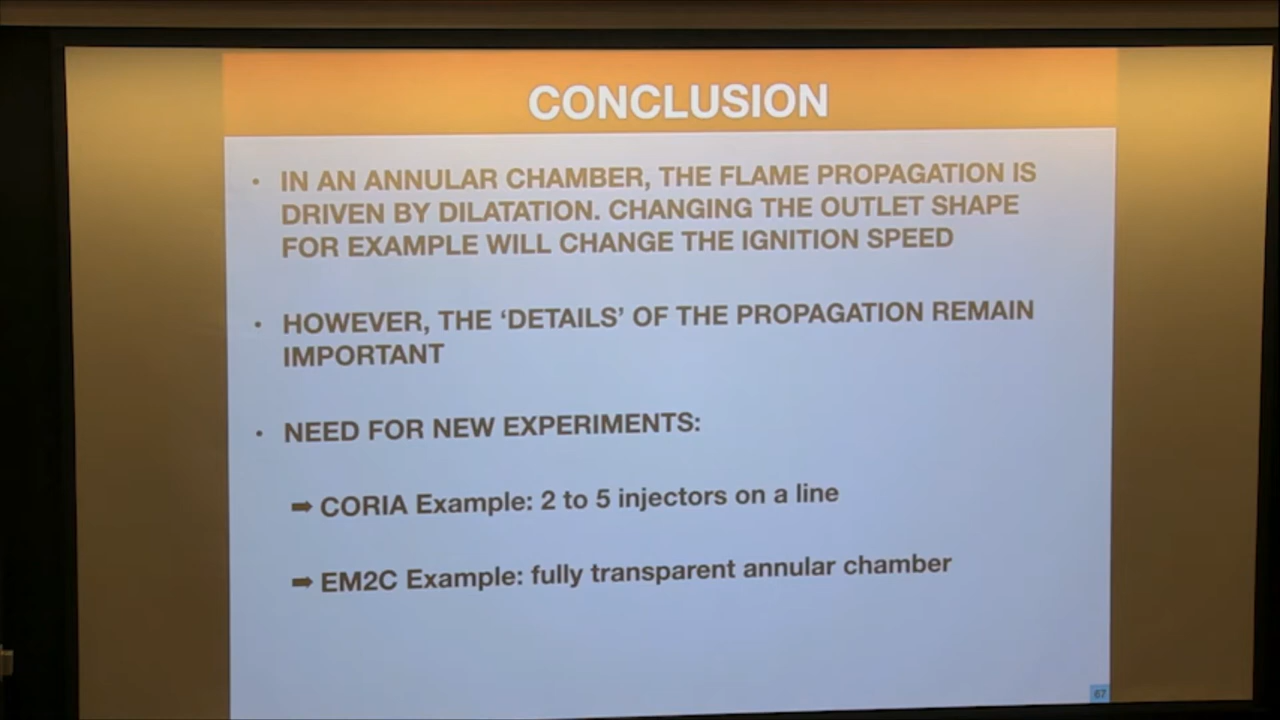 CONCLUSION
• IN AN ANNULAR CHAMBER, THE FLAME PROPAGATION IS
DRIVEN BY DILATATION. CHANGING THE OUTLET SHAPE
FOR EXAMPLE WILL CHANGE THE IGNITION SPEED
• HOWEVER, THE ‘DETAILS’ OF THE PROPAGATION REMAIN
IMPORTANT
• NEED FOR NEW EXPERIMENTS:
➡ CORIA Example: 2 to 5 injectors on a line
➡ EM2C Example: fully transparent annular chamber
67